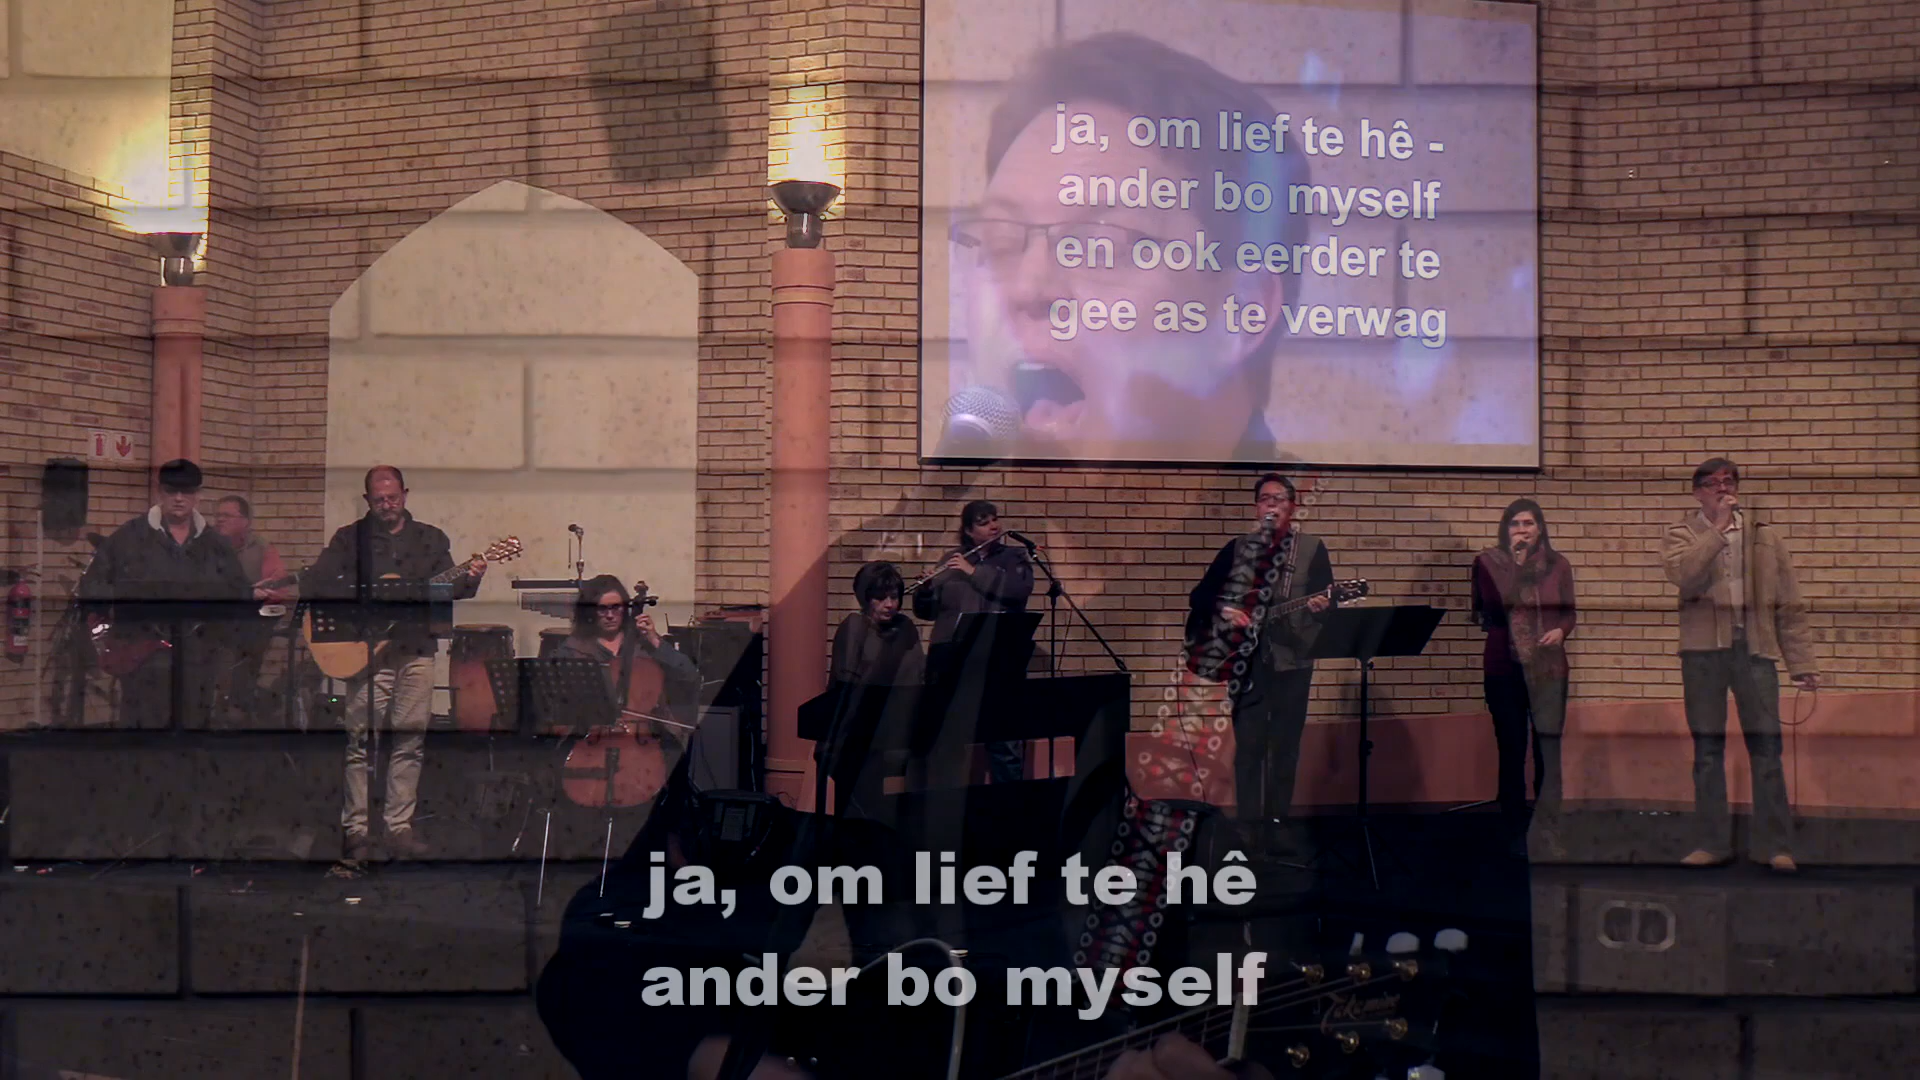 ja, om lief te hê -
ander bo myself
en ook eerder te
gee as te verwag
ja, om lief te hê
ander bo myself
Takamine